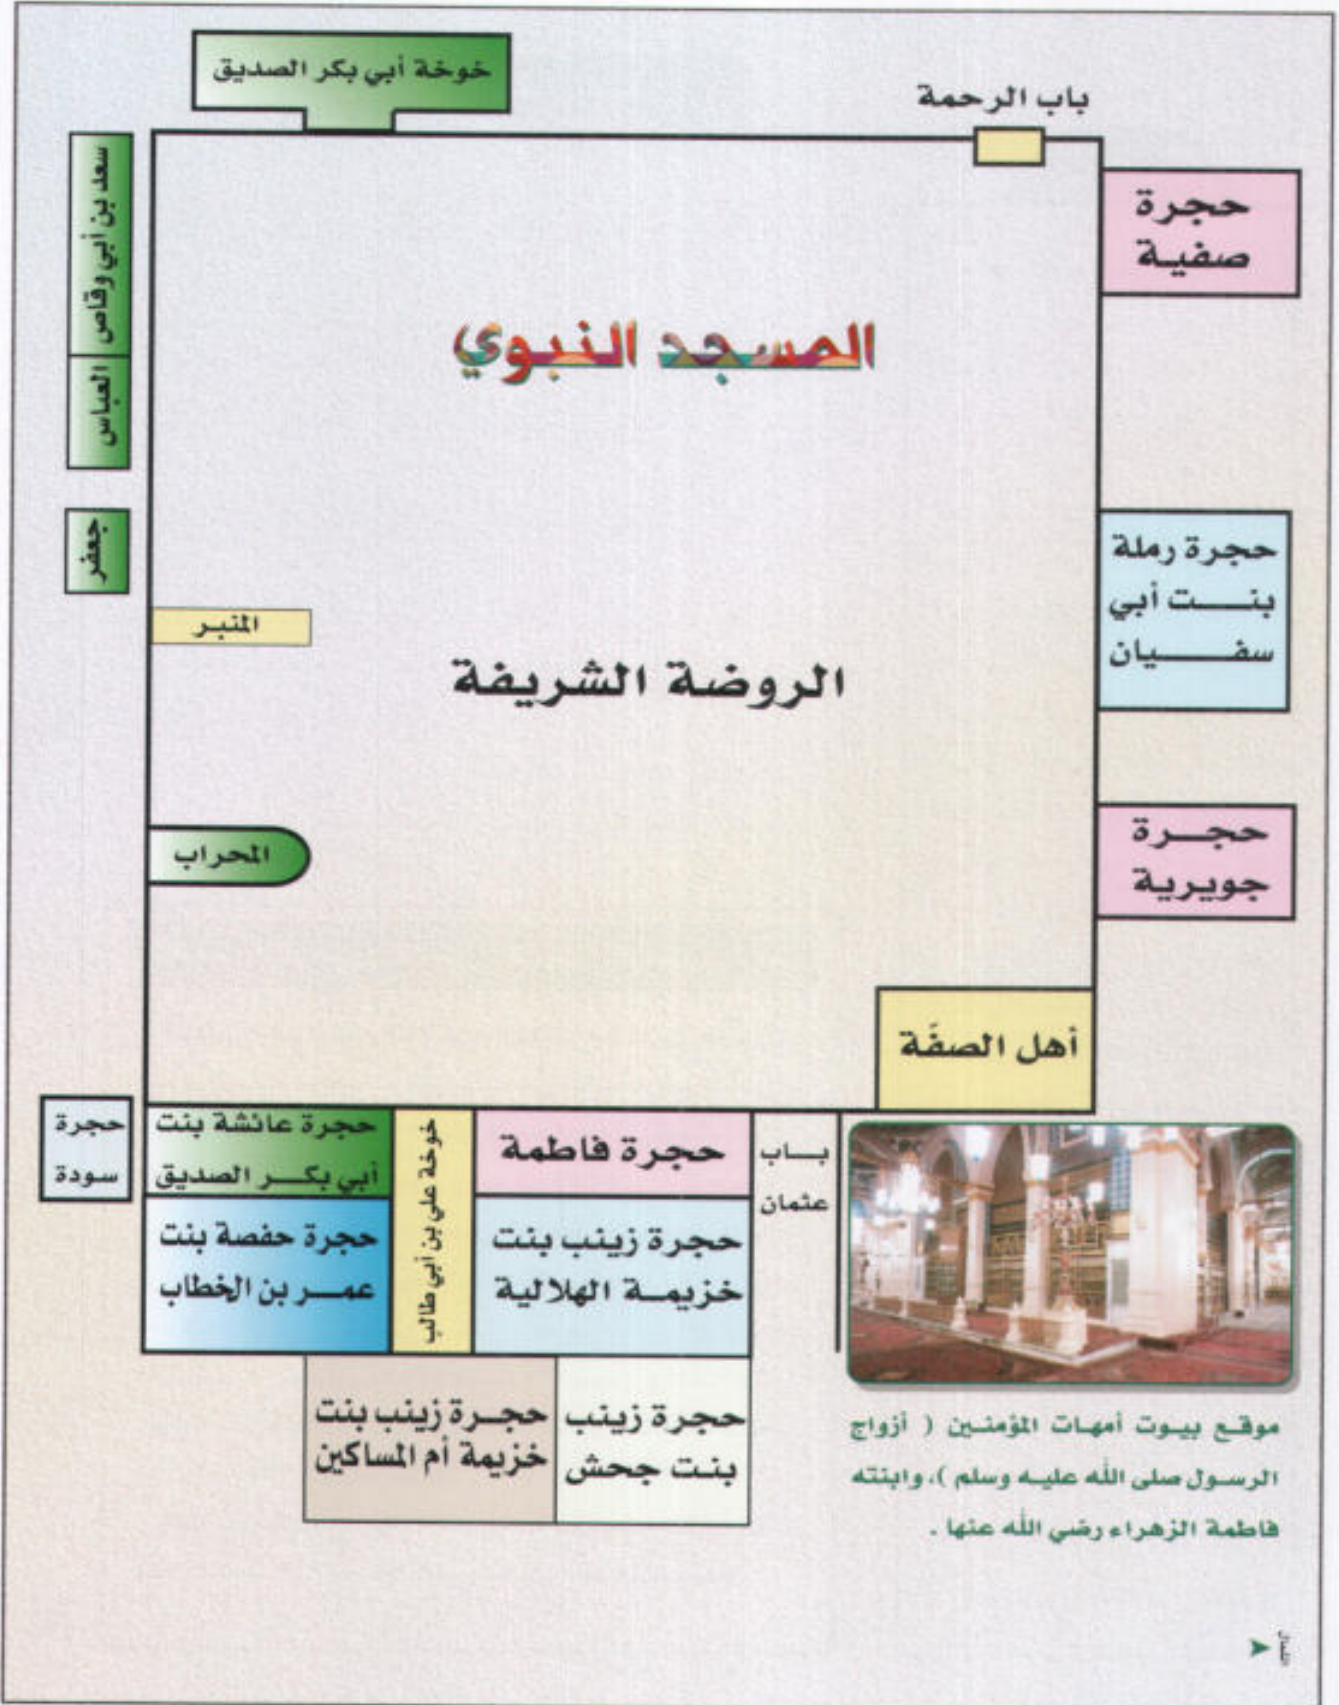 خوخة أبي بكر الصديق
باب الرحمة
حجرة
صفية
سعد بن أبي وقاص
العباس
جعفر
المسجد النبوي
حجرة رملة
بنت أبي
سفيان
المنبر
الروضة الشريفة
حجرة
جويرية
المحراب
أهل الصفَة
حجرة
سودة
حجرة عائشة بنت
أبي بكر الصديق
حجرة حفصة بنت
عمر بن الخطاب
خوخة علي بن أبي طالب
حجرة فاطمة
حجرة زينب بنت
خزيمة الهلالية
باب
عثمان
حجرة زينب
بنت جحش
حجرة زينب بنت
خزيمة أم المساكين
موقع بيوت أمهات المؤمنين ( أزواج
الرسول صلى الله عليه وسلم )، وابنته
فاطمة الزهراء رضي الله عنها .
الشمال